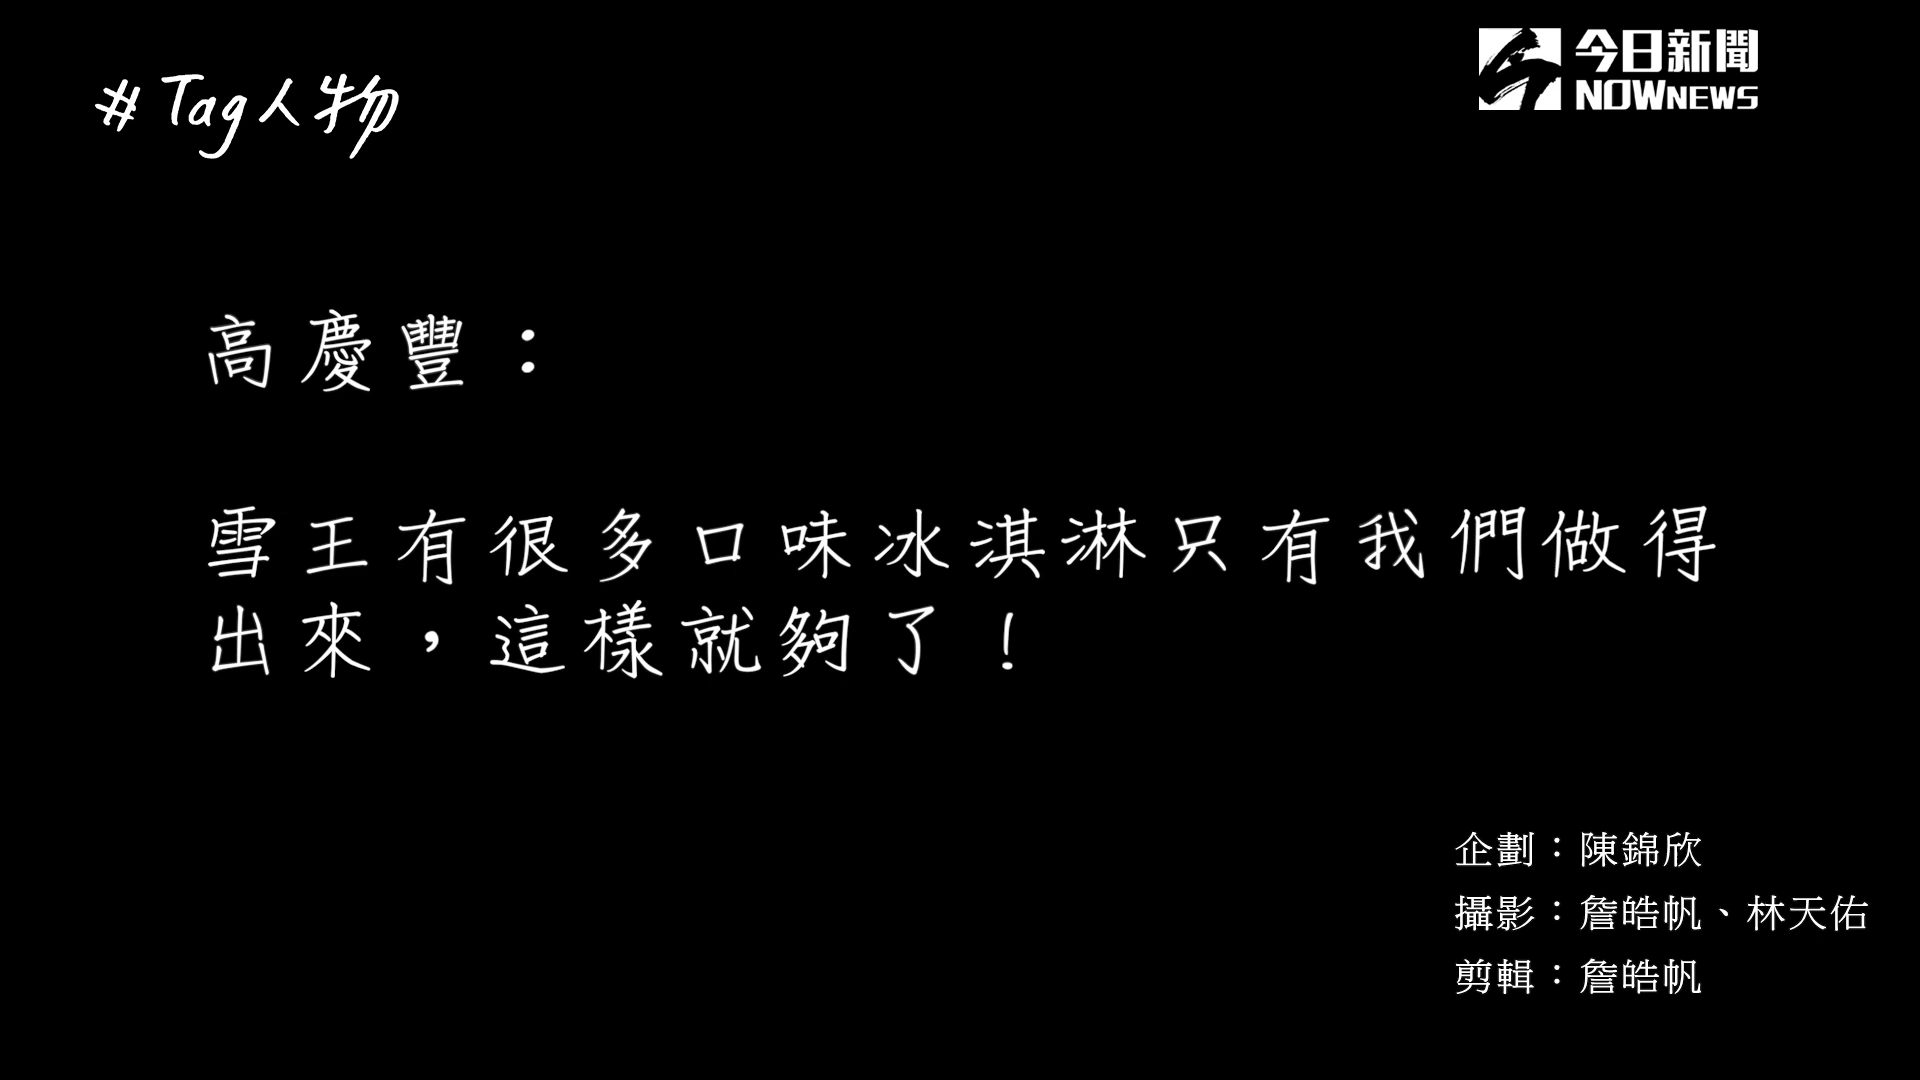 #Tag人物
今日新聞
NOWNEWS
高慶豐：
雪王有很多口味冰淇淋只有我們做得
出來，這樣就夠了！
企劃：陳錦欣
攝影：詹皓帆、林天佑
剪輯：詹皓帆